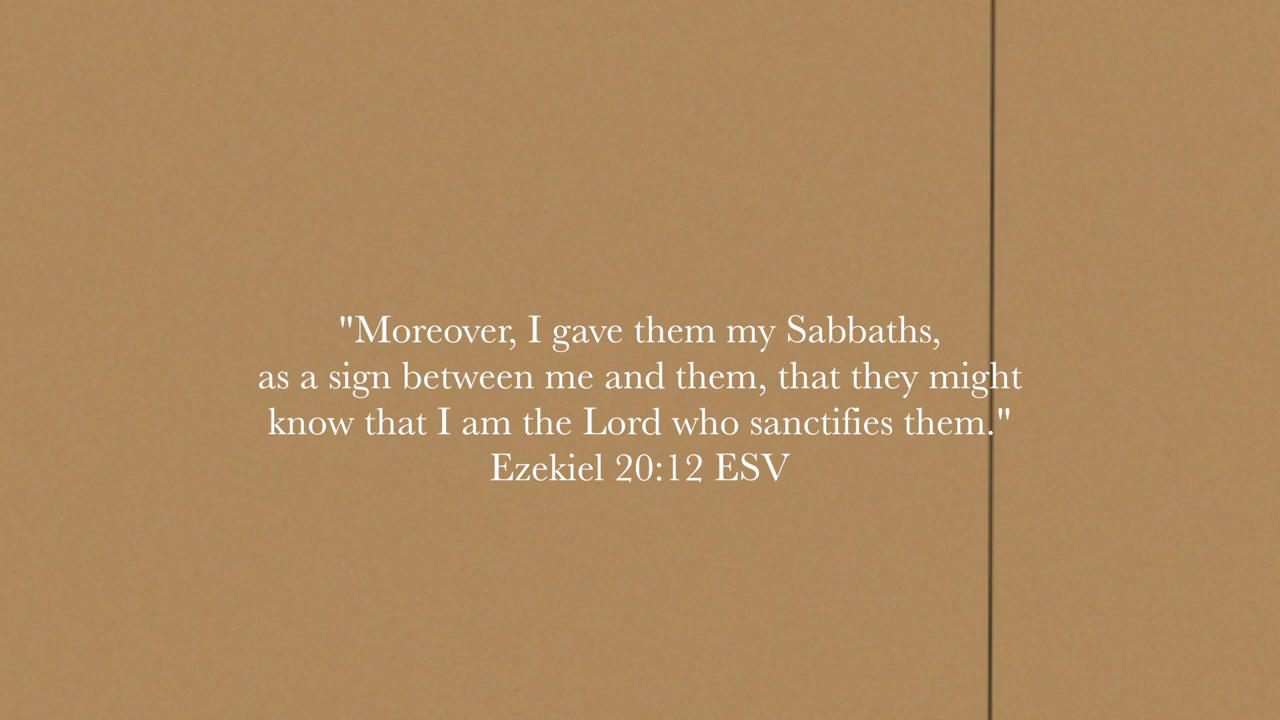 "Moreover, I gave them my Sabbaths,
as a sign between me and them, that they might
know that I am the Lord who sanctifies them."
Ezekiel 20:12 ESV